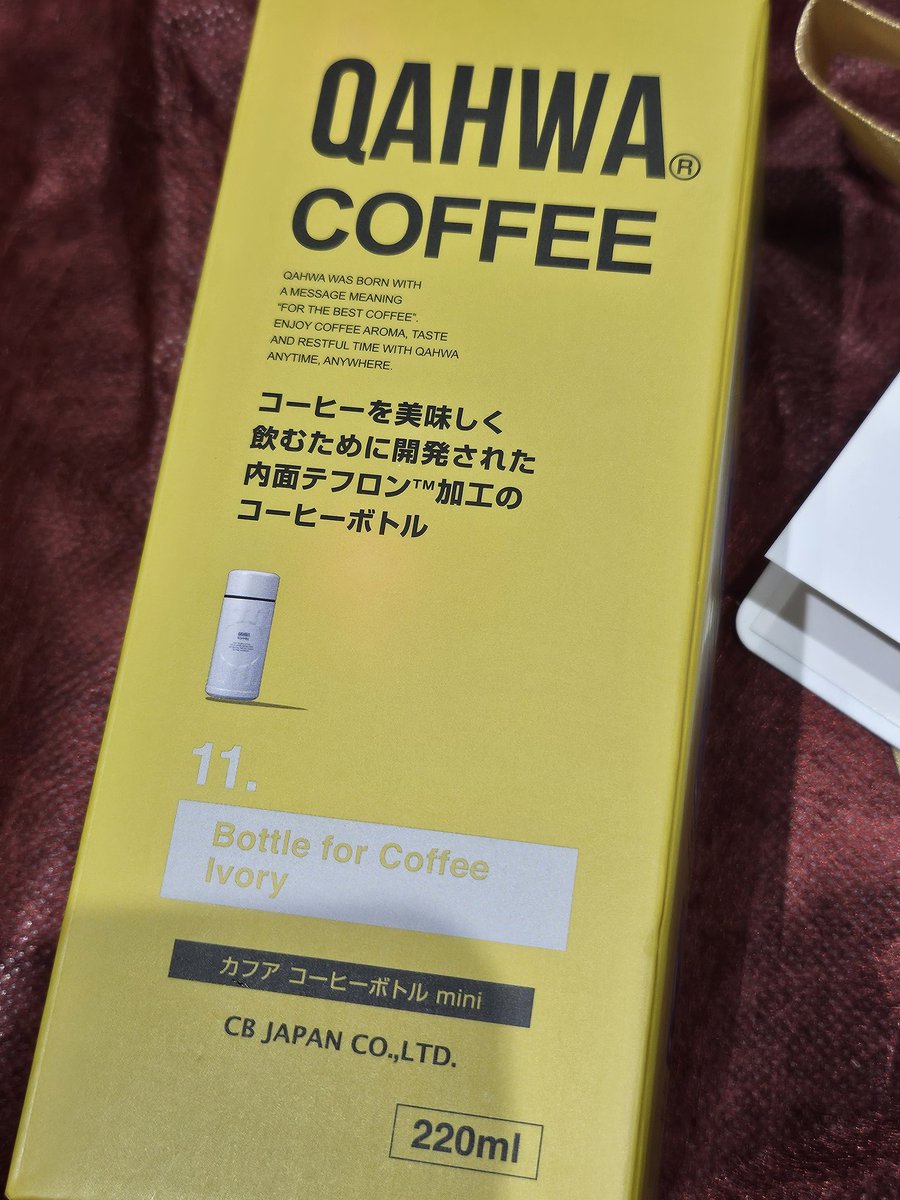 QAHWA®
COFFEE
QAHWA WAS BORN WITH
A MESSAGE MEANING
"FOR THE BEST COFFEE".
ENJOY COFFEE AROMA, TASTE
AND RESTFUL TIME WITH QAHWA
ANYTIME, ANYWHERE.
コーヒーを美味しく
飲むために開発された
内面テフロン™加工の
コーヒーボトル
QAHWA
11.
Bottle for Coffee
Ivory
カフア コーヒーボトル mini
CB JAPAN CO.,LTD.
220ml